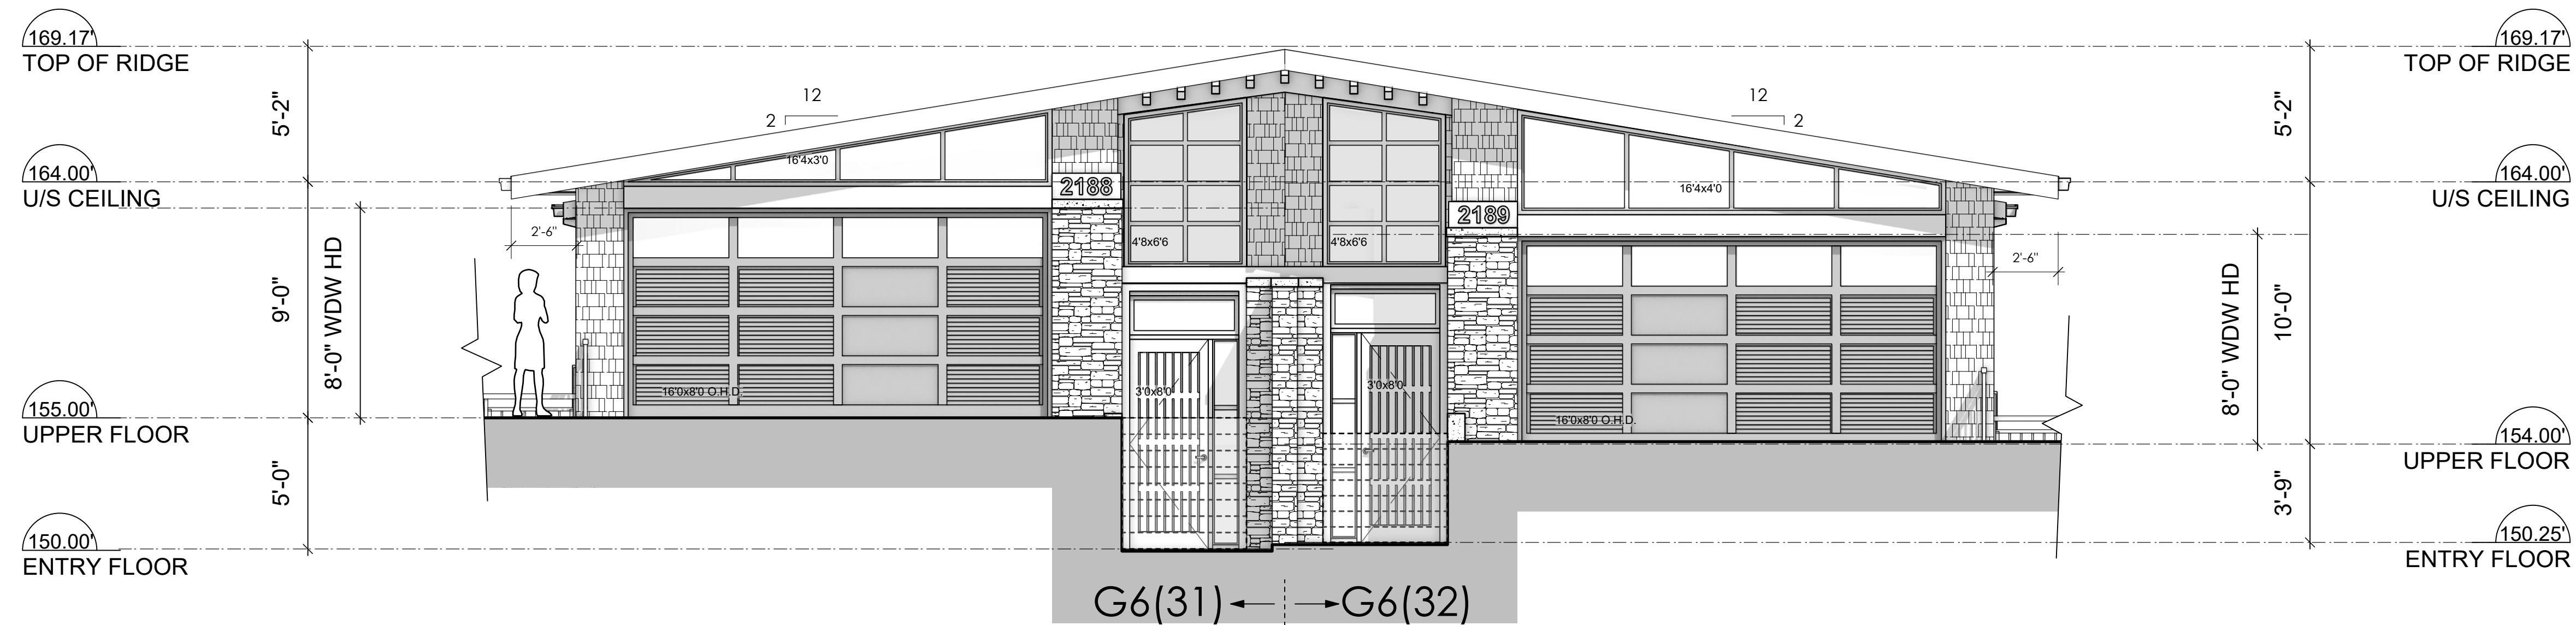 169.17'
TOP OF RIDGE
5'-2"
164.00'
U/S CEILING
9'-0"
8'-0" WDW HD
155.00'
UPPER FLOOR
5'-0"
150.00'
ENTRY FLOOR
2'-6"
12
2
16'4x3'0
2188
16'0x8'0 O.H.D.
4'8x6'6
3'0x8'0
4'8x6'6
3'0x8'0
12
2
16'4x4'0
2189
16'0x8'0 O.H.D.
2'-6"
G6(31)
G6(32)
169.17'
TOP OF RIDGE
5'-2"
164.00'
U/S CEILING
10'-0"
8'-0" WDW HD
154.00'
UPPER FLOOR
3'-9"
150.25'
ENTRY FLOOR